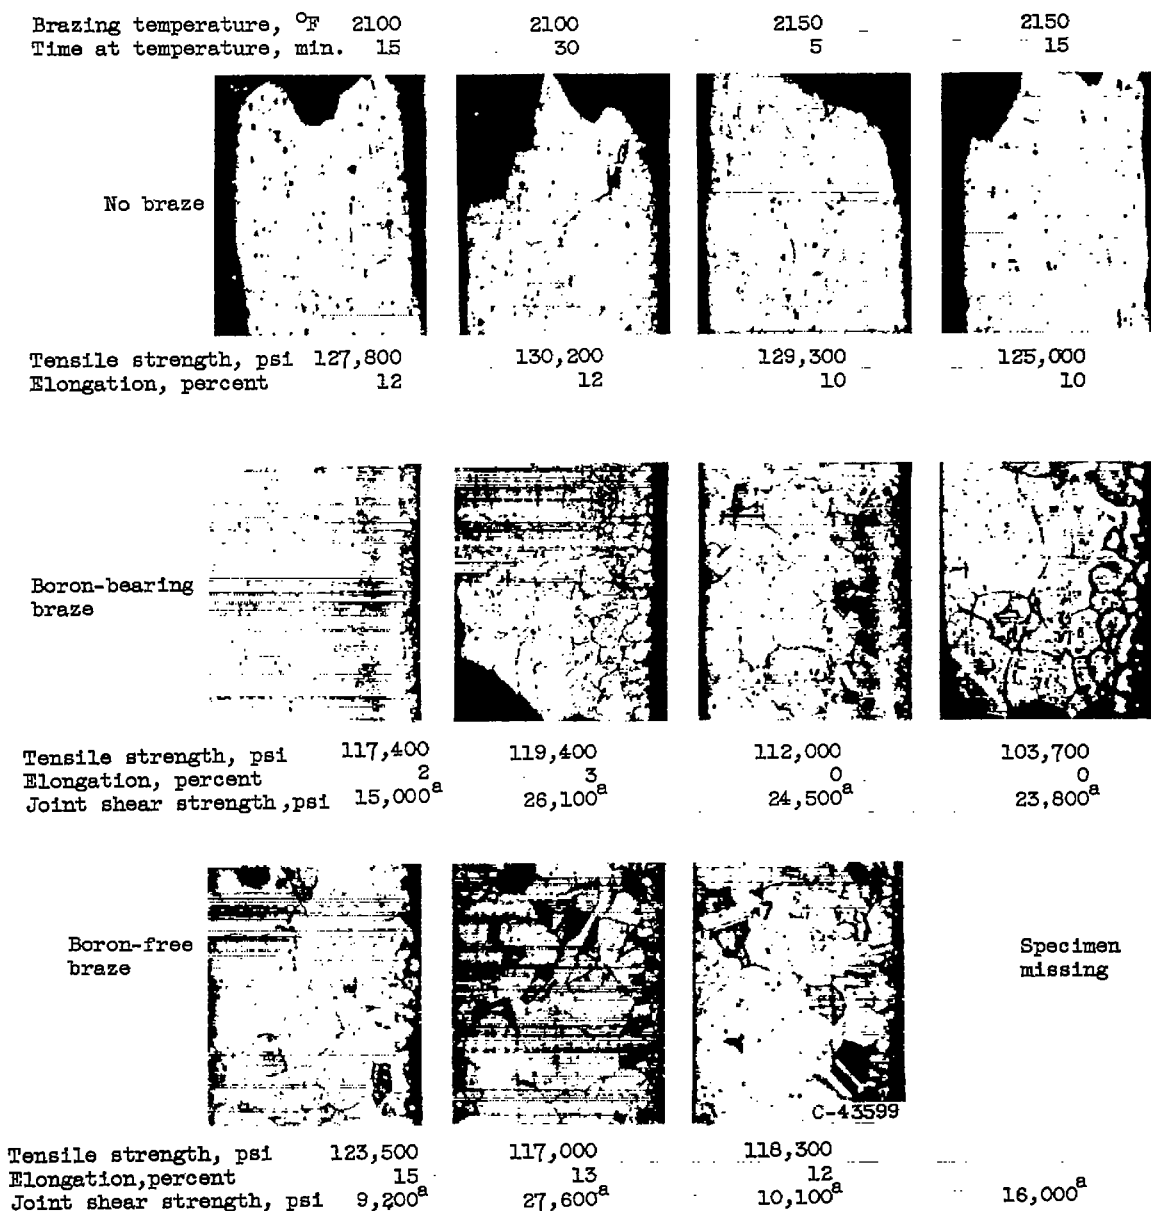 Brazing temperature, °F 2100 2100 2150 2150
Time at temperature, min. 15 30 5 15
No braze
Tensile strength, psi 127,800 130,200 129,300 125,000
Elongation, percent 12 12 10 10
Boron-bearing
braze
Tensile strength, psi 117,400 119,400 112,000 103,700
Elongation, percent 2 3 0 0
Joint shear strength,psi 15,000a 26,100a 24,500a 23,800a
Boron-free
braze
Specimen
missing
C-43599
Tensile strength, psi 123,500 117,000 118,300
Elongation,percent 15 13 12
Joint shear strength, psi 9,200a 27,600a 10,100a 16,000a